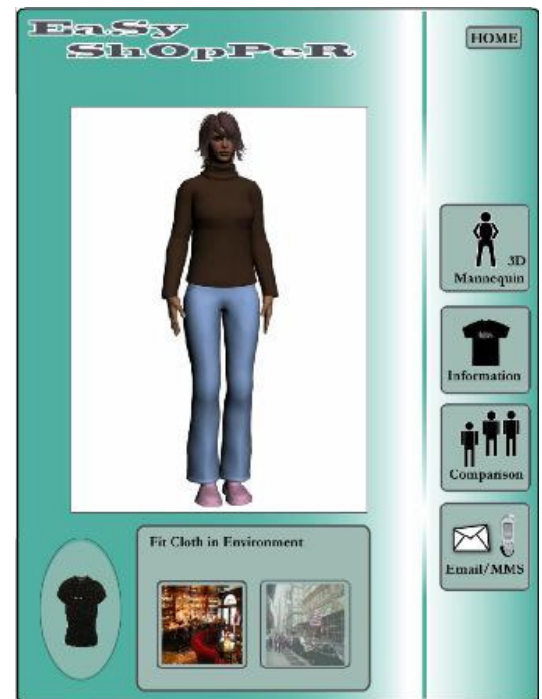 EaSy
ShOpPeR
HOME
3D
Mannequin
Information
Comparison
Email/MMS
Fit Cloth in Environment